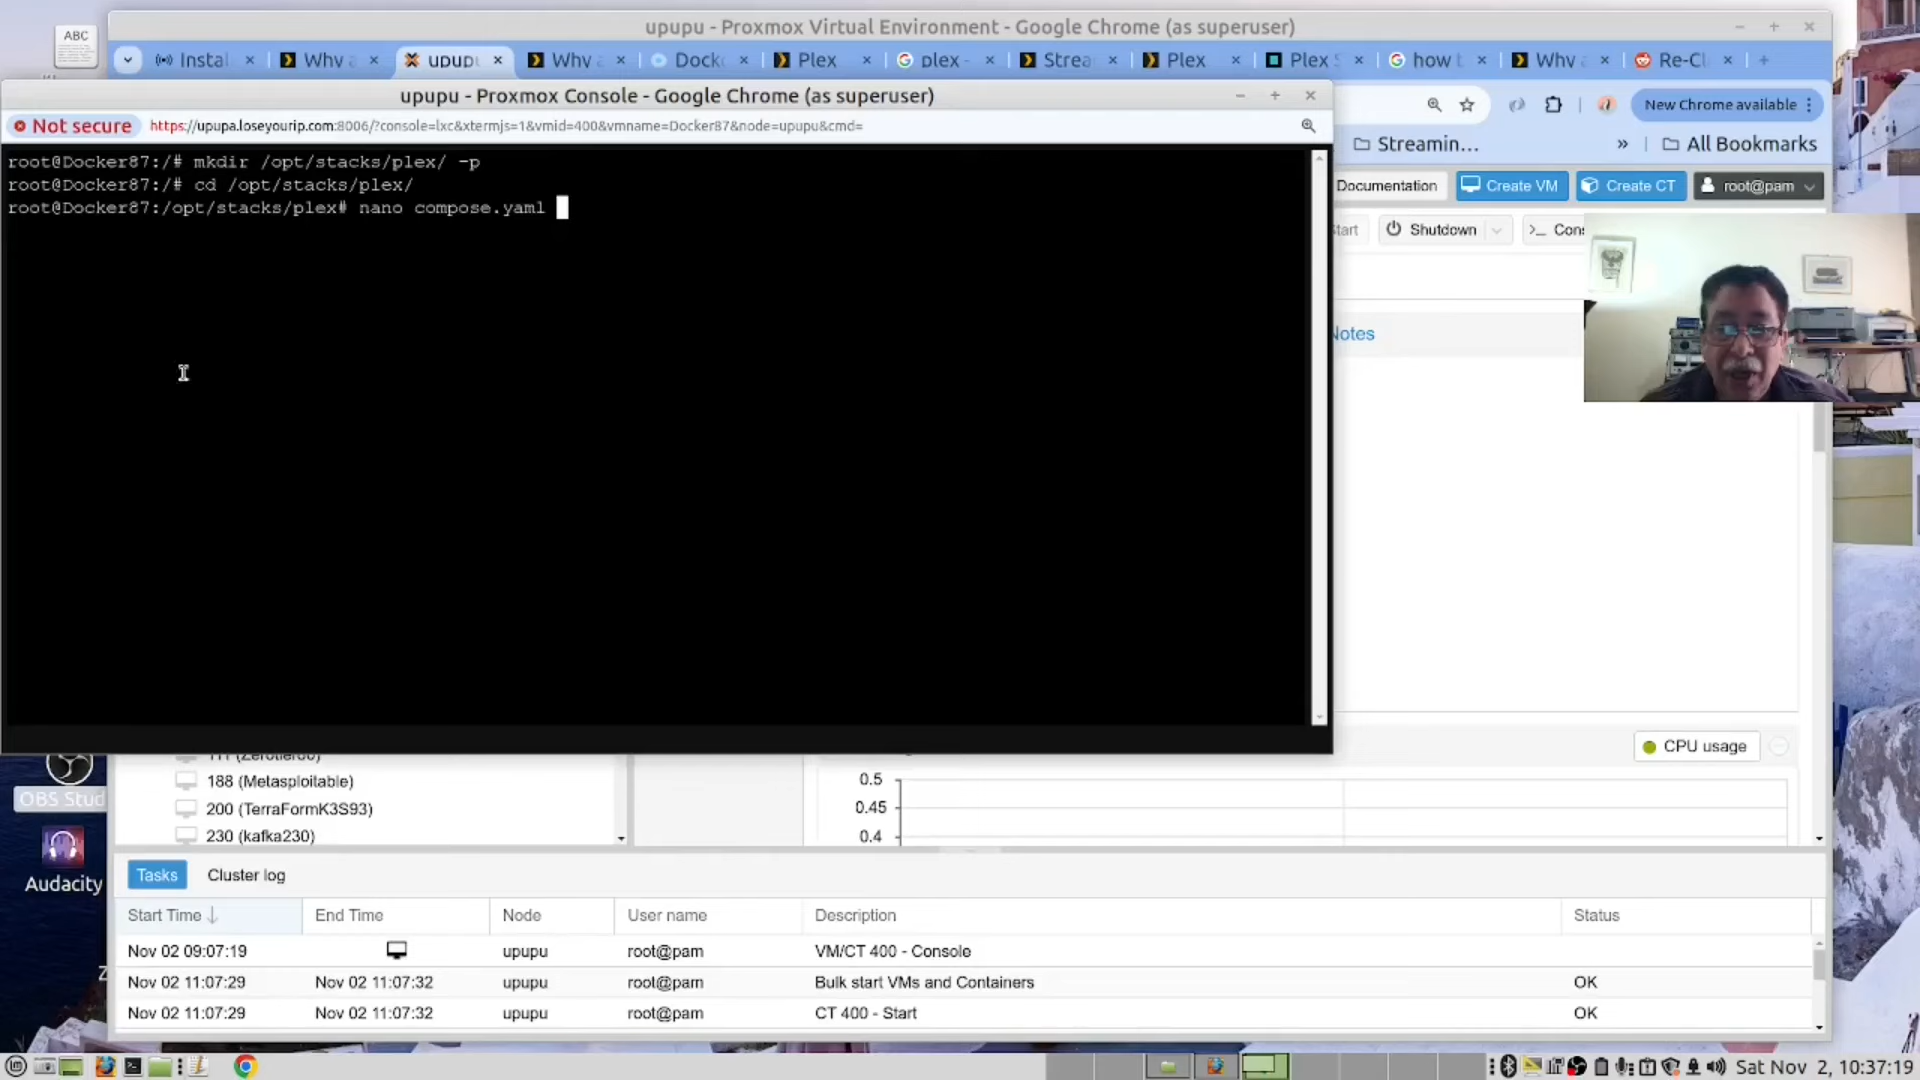 ABC
upupu - Proxmox Virtual Environment - Google Chrome (as superuser)
Instal
Why
upup
Why
Dock
Plex
plex -
Strea
Plex
Plex
how t
Why
Re-Cl
upupu - Proxmox Console - Google Chrome (as superuser)
New Chrome available
Not secure https://upupa.loseyourip.com:8006/?console=lxc&xtermjs=1&vmid=400&vmname=Docker87&node=upupu&cmd=
Streamin...
» All Bookmarks
root@Docker87:/# mkdir /opt/stacks/plex/ -p
root@Docker87:/# cd /opt/stacks/plex/
root@Docker87:/opt/stacks/plex# nano compose.yaml
Documentation
Create VM
Create CT
root@pam
tart
Shutdown
>_ Cons
Notes
CPU usage
188 (Metasploitable)
200 (TerraFormK3S93)
230 (kafka230)
0.5
0.45
0.4
OBS Stud
Audacity
Tasks
Cluster log
Start Time End Time Node User name Description Status
Nov 02 09:07:19 upupu root@pam VM/CT 400 - Console
Nov 02 11:07:29 Nov 02 11:07:32 upupu root@pam Bulk start VMs and Containers OK
Nov 02 11:07:29 Nov 02 11:07:32 upupu root@pam CT 400 - Start OK
Sat Nov 2, 10:37:19